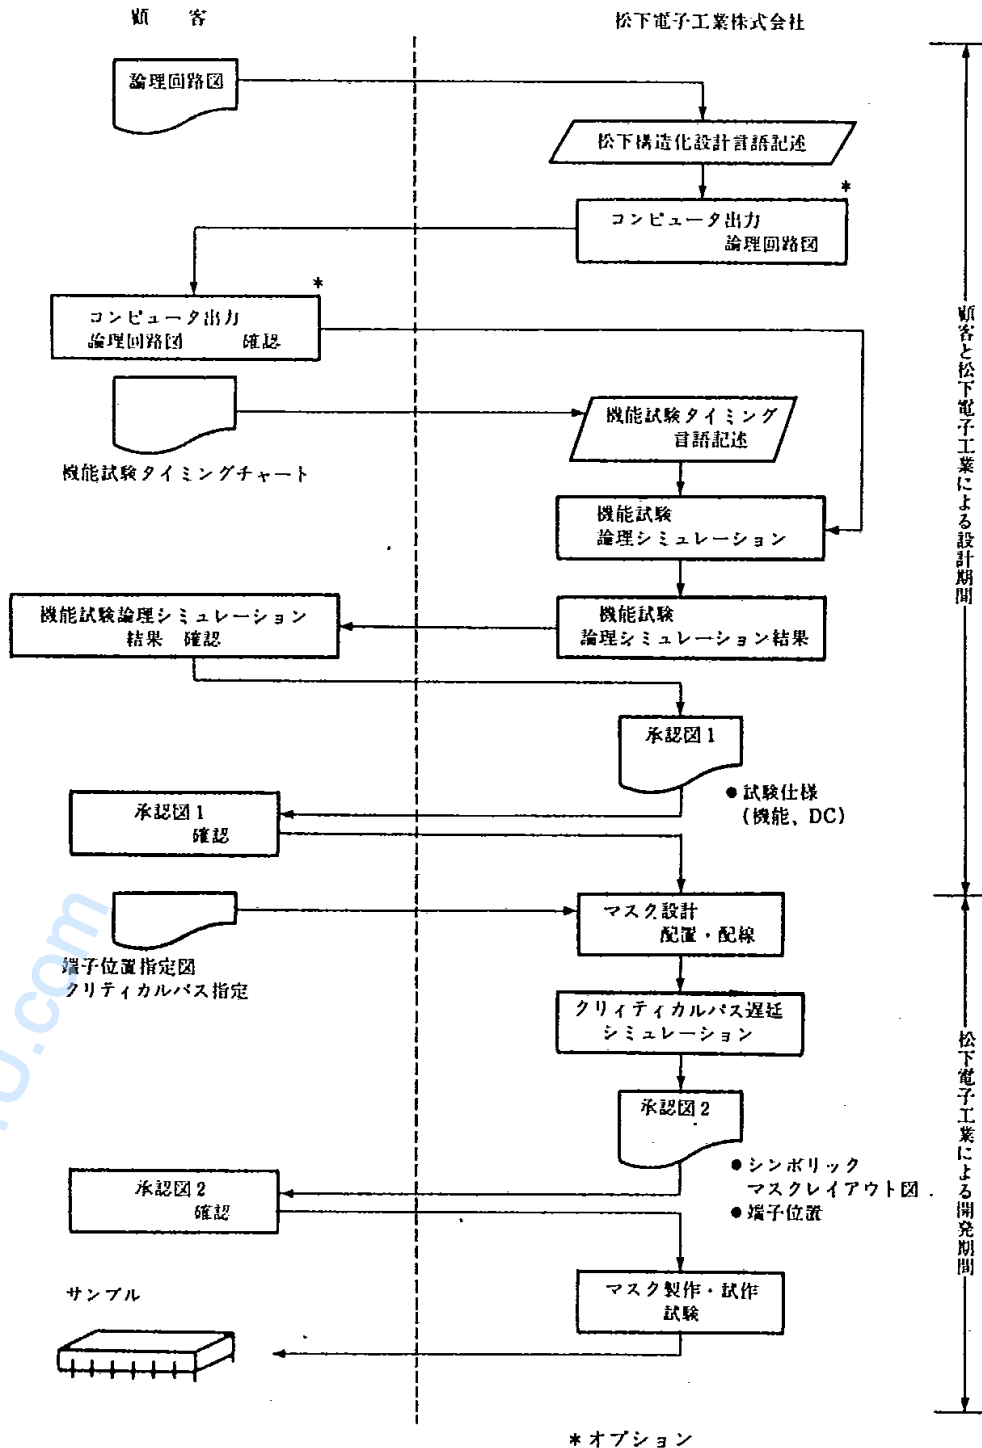 顧客
松下電子工業株式会社
論理回路図
松下構造化設計言語記述
*
コンピュータ出力
論理回路図
*
コンピュータ出力
論理回路図 確認
機能試験タイミング
言語記述
機能試験タイミングチャート
機能試験
論理シミュレーション
機能試験論理シミュレーション
結果 確認
機能試験
論理シミュレーション結果
承認図1
●試験仕様
(機能、DC)
承認図1
確認
マスク設計
配置・配線
端子位置指定図
クリティカルパス指定
クリィティカルパス遅延
シミュレーション
承認図2
●シンボリック
マスクレイアウト図
●端子位置
承認図2
確認
マスク製作・試作
試験
サンプル
*オプション
顧客と松下電子工業による設計期間
松下電子工業による開発期間
.com